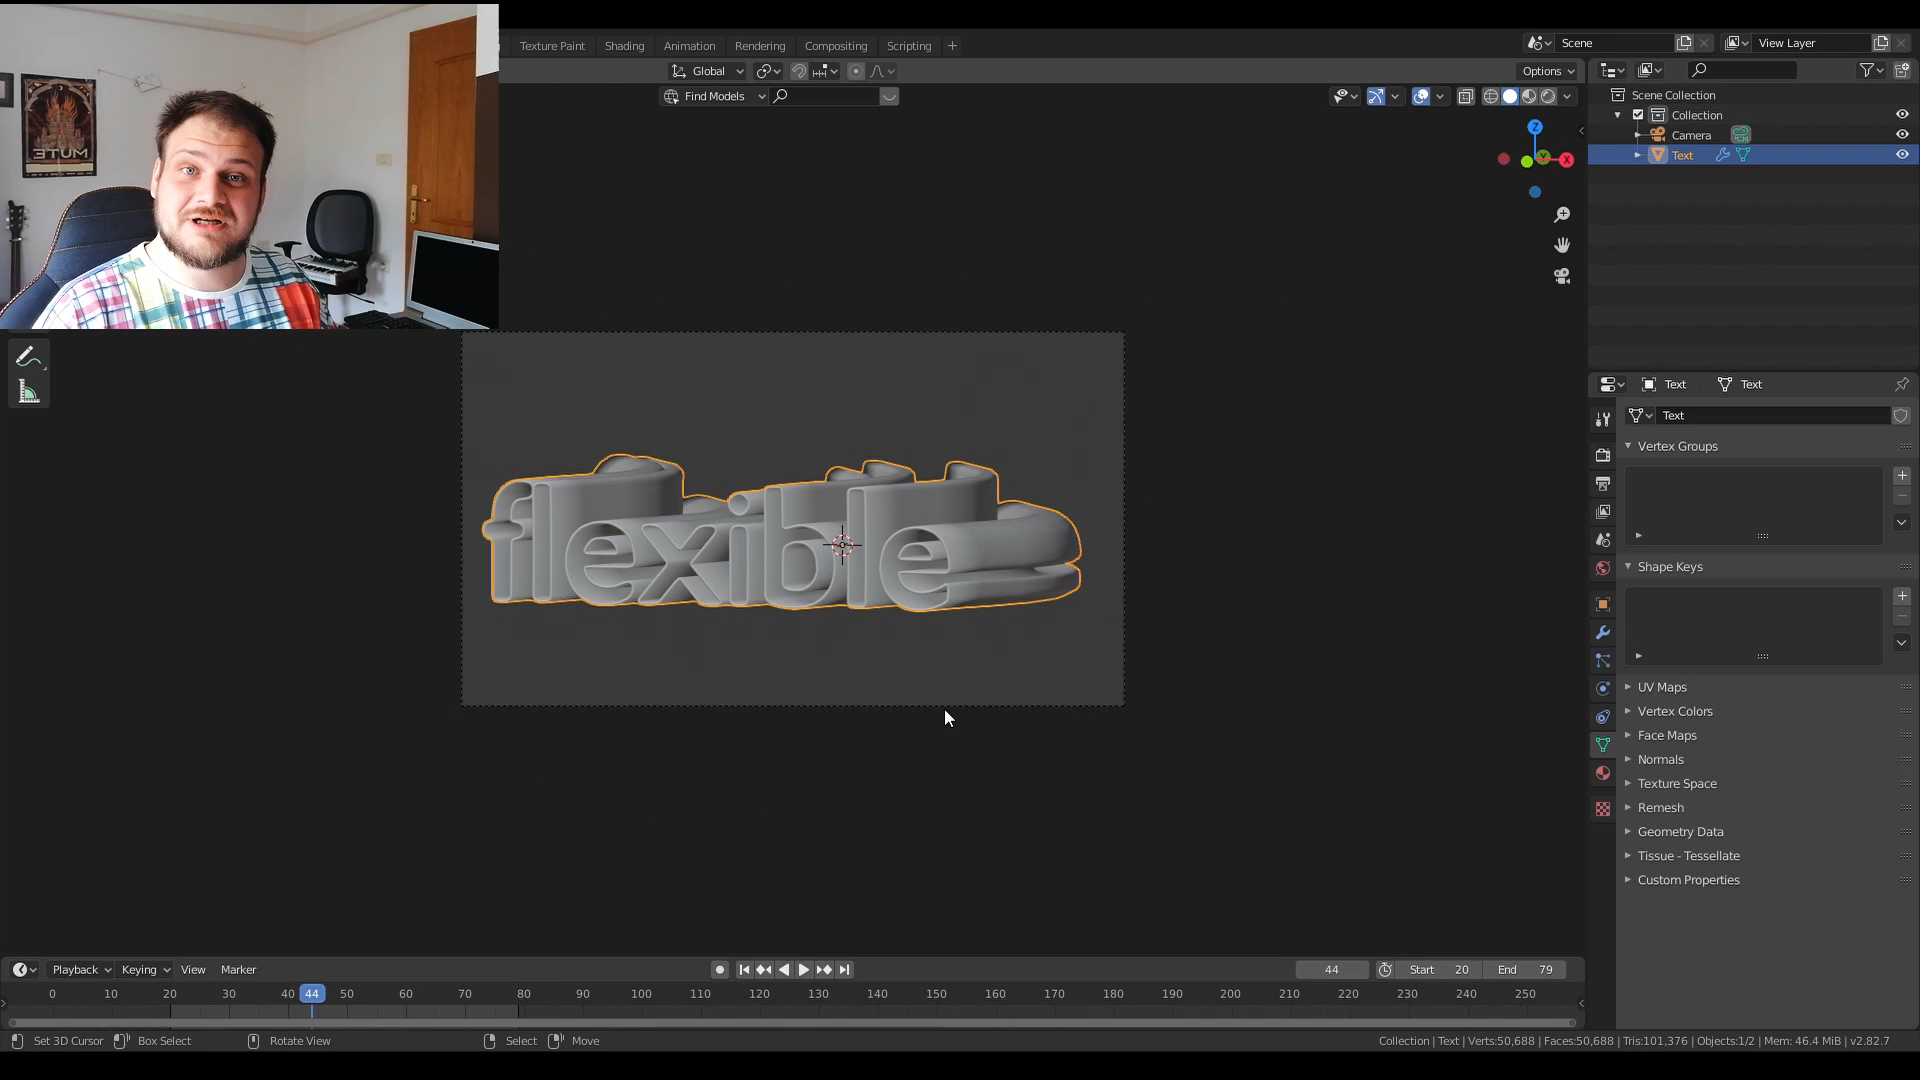 Texture Paint Shading Animation Rendering Compositing Scripting +
Scene
View Layer
Global
Options
Find Models
Scene Collection
Collection
Camera
Text
Z
Y
X
ETUM
flexible
Text Text
Text
Vertex Groups
Shape Keys
UV Maps
Vertex Colors
Face Maps
Normals
Texture Space
Remesh
Geometry Data
Tissue - Tessellate
Custom Properties
Playback Keying View Marker
44 Start 20 End 79
0 10 20 30 40 44 50 60 70 80 90 100 110 120 130 140 150 160 170 180 190 200 210 220 230 240 250
Set 3D Cursor Box Select Rotate View Select Move
Collection | Text | Verts:50,688 | Faces:50,688 | Tris:101,376 | Objects:1/2 | Mem: 46.4 MiB | v2.82.7